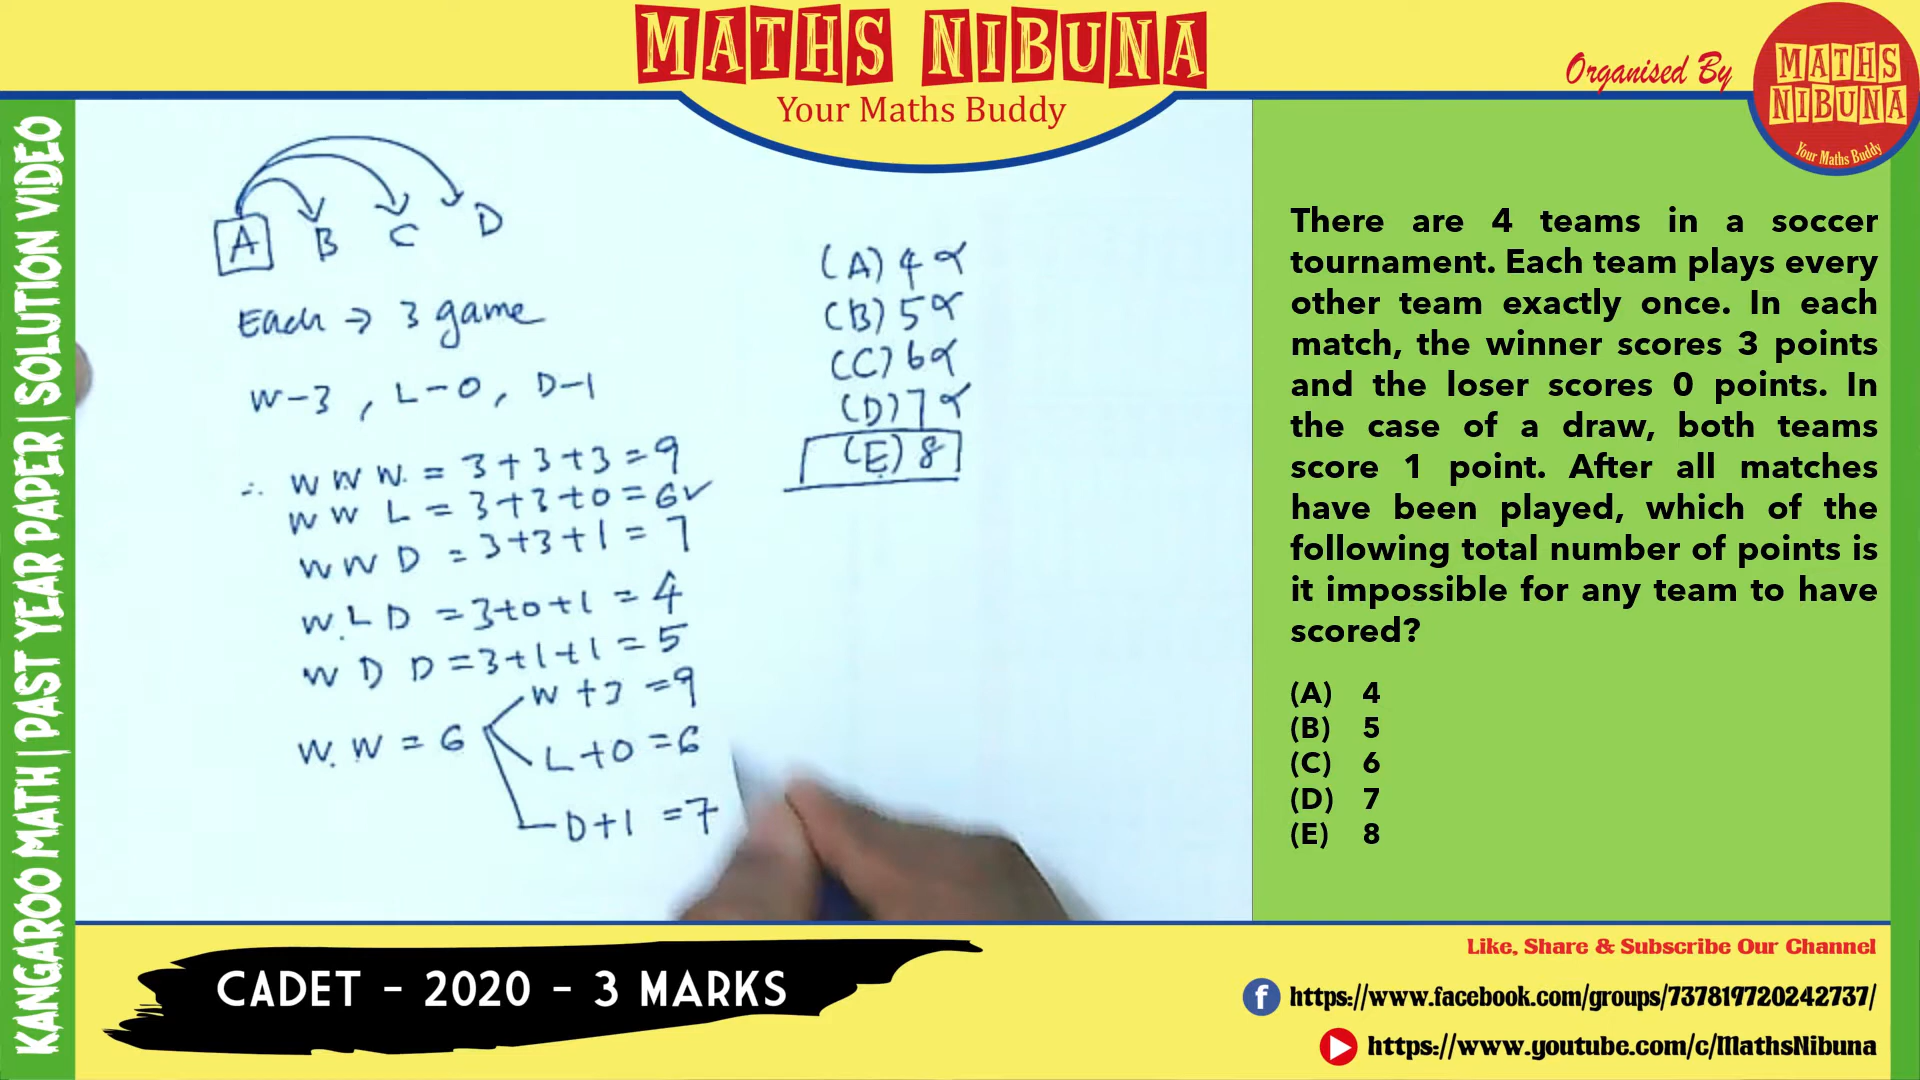 MATHS NIBUNA
Your Maths Buddy
Organised By
MATHS
NIBUNA
Your Maths Buddy
KANGAROO MATH | PAST YEAR PAPER | SOLUTION VIDEO
A B C D
Each → 3 game
W-3, L-0, D-1
∴ W W W. = 3+3+3 = 9
W W L = 3+3+0 = 6✓
W W D = 3+3+1 = 7
W.L D = 3+0+1 = 4
W D D = 3+1+1 = 5
W. W = 6
W +3 = 9
L+0 = 6
D+1 = 7
(A) 4 ∝
(B) 5 ∝
(C) 6 ∝
(D) 7 ∝
(E) 8
There are 4 teams in a soccer
tournament. Each team plays every
other team exactly once. In each
match, the winner scores 3 points
and the loser scores 0 points. In
the case of a draw, both teams
score 1 point. After all matches
have been played, which of the
following total number of points is
it impossible for any team to have
scored?
(A) 4
(B) 5
(C) 6
(D) 7
(E) 8
CADET - 2020 - 3 MARKS
Like, Share & Subscribe Our Channel
f https://www.facebook.com/groups/737819720242737/
https://www.youtube.com/c/MathsNibuna